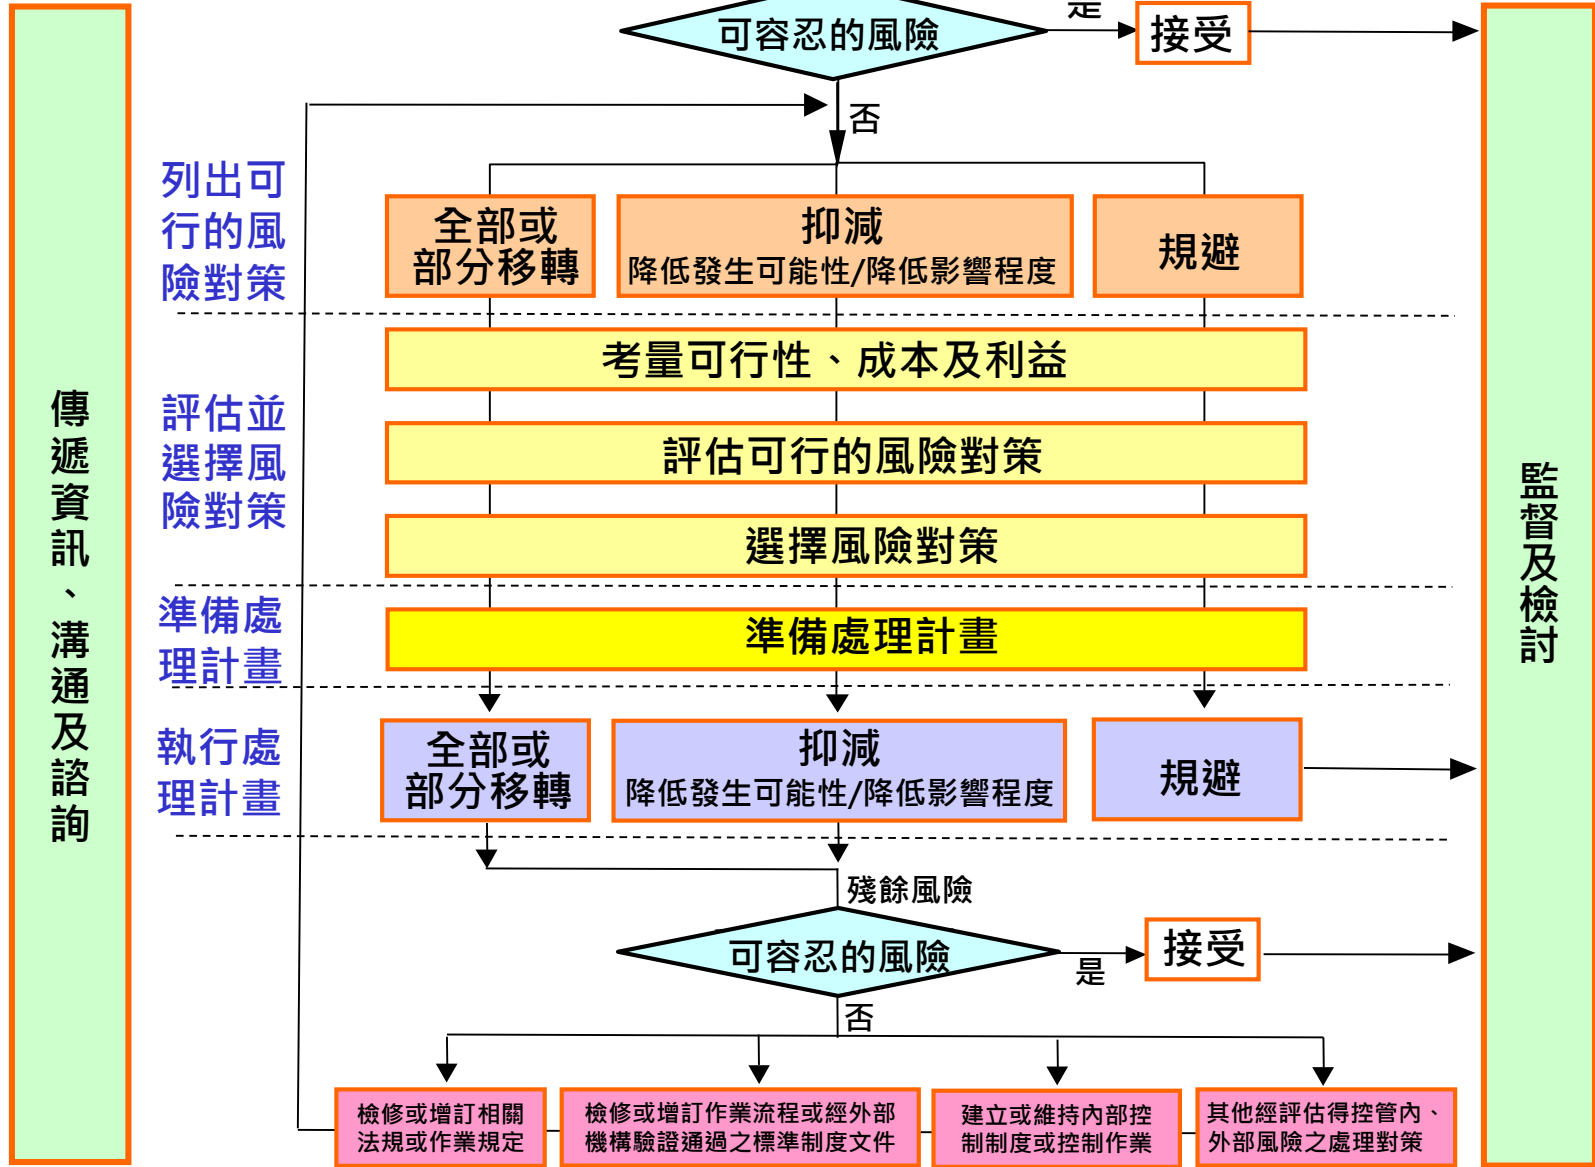 是
可容忍的風險
接受
否
列出可
行的風
險對策
全部或
部分移轉
抑減
降低發生可能性/降低影響程度
規避
考量可行性、成本及利益
評估並
選擇風
險對策
評估可行的風險對策
選擇風險對策
準備處
理計畫
準備處理計畫
執行處
理計畫
全部或
部分移轉
抑減
降低發生可能性/降低影響程度
規避
殘餘風險
可容忍的風險
是
接受
否
檢修或增訂相關
法規或作業規定
檢修或增訂作業流程或經外部
機構驗證通過之標準制度文件
建立或維持內部控
制制度或控制作業
其他經評估得控管內、
外部風險之處理對策
傳遞資訊、溝通及諮詢
監督及檢討